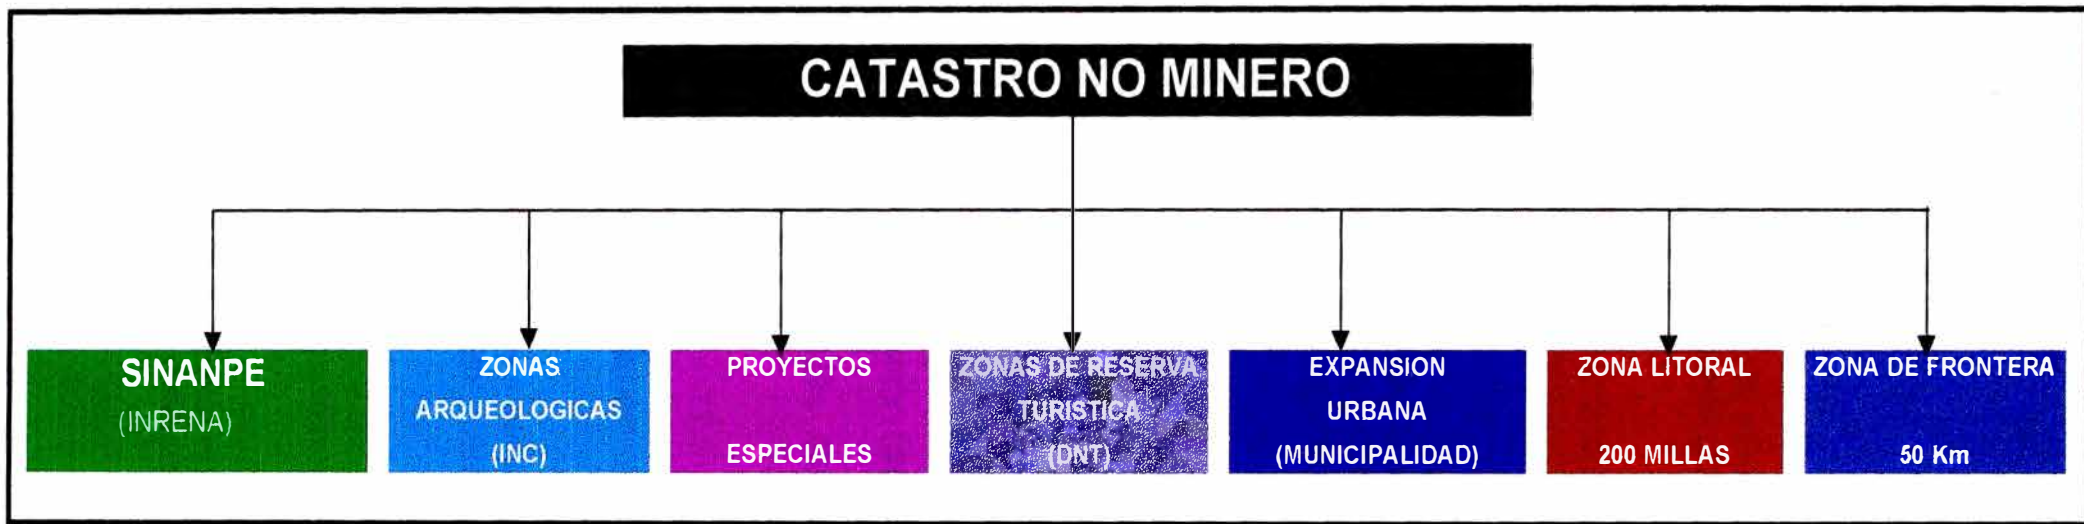 CATASTRO NO MINERO
SINANPE
(INRENA)
ZONAS
ARQUEOLOGICAS
(INC)
PROYECTOS
ESPECIALES
ZONAS DE RESERVA
TURISTICA
(DNT)
EXPANSION
URBANA
(MUNICIPALIDAD)
ZONA LITORAL
200 MILLAS
ZONA DE FRONTERA
50 Km